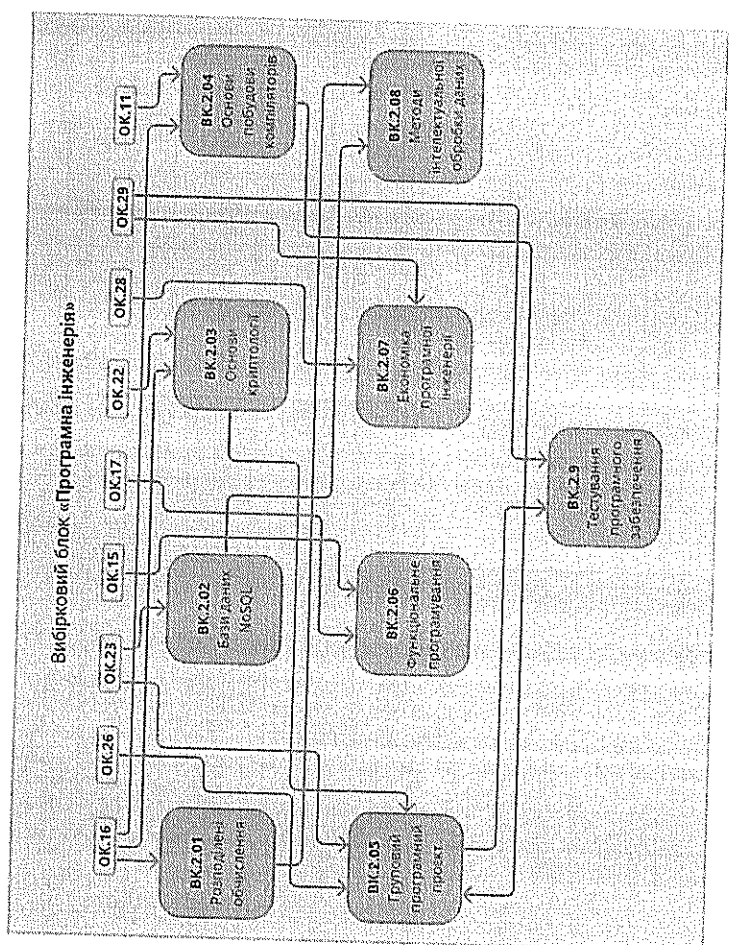 Вибірковий блок «Програмна інженерія»
ОК.16
ОК.26
ОК.23
ОК.15
ОК.17
ОК.22
ОК.28
ОК.29
ОК.11
ВК.2.01
Розподілені
обчислення
ВК.2.02
Бази даних
NoSQL
ВК.2.03
Основи
криптології
ВК.2.04
Основи
побудови
компіляторів
ВК.2.05
Груповий
програмний
проект
ВК.2.06
Функціональне
програмування
ВК.2.07
Економіка
програмної
інженерії
ВК.2.08
Методи
інтелектуальної
обробки даних
ВК.2.9
Тестування
програмного
забезпечення